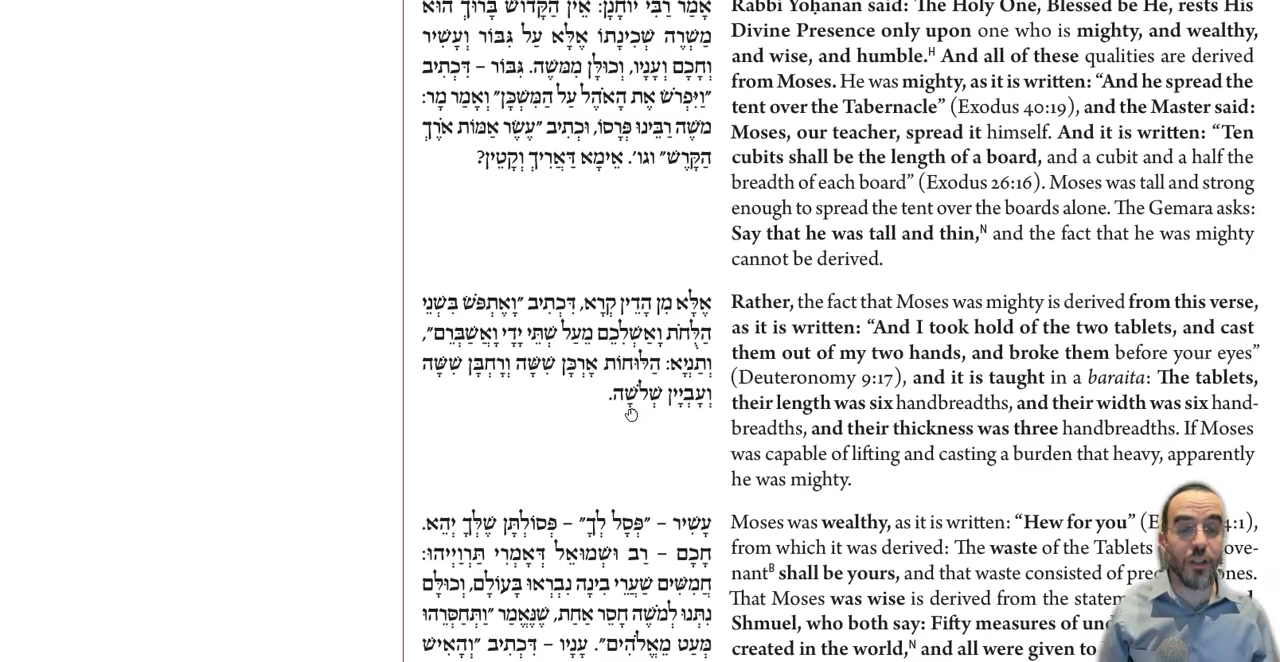 אָמַר רַבִּי יוֹחָנָן: אֵין הַקָּדוֹשׁ בָּרוּךְ הוּא
מַשְׁרֶה שְׁכִינָתוֹ אֶלָּא עַל גִּבּוֹר וְעָשִׁיר
וְחָכָם וְעָנָיו, וְכוּלָּן מִמֹּשֶׁה. גִּבּוֹר – דִּכְתִיב
״וַיִּפְרֹשׂ אֶת הָאֹהֶל עַל הַמִּשְׁכָּן״ וְאָמַר מָר:
מֹשֶׁה רַבֵּינוּ פְּרָסוֹ, וּכְתִיב ״עֶשֶׂר אַמּוֹת אֹרֶךְ
הַקָּרֶשׁ״ וגו׳. אֵימָא דַּאֲרִיךְ וְקַטִּין?
אֶלָּא מִן הָדֵין קְרָא, דִּכְתִיב ״וָאֶתְפֹּשׂ בִּשְׁנֵי
הַלֻּחֹת וָאַשְׁלִכֵם מֵעַל שְׁתֵּי יָדָי וָאֲשַׁבְּרֵם״,
וְתַנְיָא: הַלּוּחוֹת אׇרְכָּן שִׁשָּׁה וְרׇחְבָּן שִׁשָּׁה
וְעׇבְיָין שְׁלֹשָׁה.
עָשִׁיר – ״פְּסׇל לְךָ״ – פְּסוֹלְתָּן שֶׁלְּךָ יְהֵא.
חָכָם – רַב וּשְׁמוּאֵל דְּאָמְרִי תַּרְוַיְיהוּ:
חֲמִשִּׁים שַׁעֲרֵי בִינָה נִבְרְאוּ בָּעוֹלָם, וְכוּלָּם
נִתְּנוּ לְמֹשֶׁה חָסֵר אַחַת, שֶׁנֶּאֱמַר ״וַתְּחַסְּרֵהוּ
מְּעַט מֵאֱלֹהִים״. עָנָיו – דִּכְתִיב ״וְהָאִישׁ
Rabbi Yoḥanan said: The Holy One, Blessed be He, rests His
Divine Presence only upon one who is mighty, and wealthy,
and wise, and humble.H And all of these qualities are derived
from Moses. He was mighty, as it is written: “And he spread the
tent over the Tabernacle” (Exodus 40:19), and the Master said:
Moses, our teacher, spread it himself. And it is written: “Ten
cubits shall be the length of a board, and a cubit and a half the
breadth of each board” (Exodus 26:16). Moses was tall and strong
enough to spread the tent over the boards alone. The Gemara asks:
Say that he was tall and thin,N and the fact that he was mighty
cannot be derived.
Rather, the fact that Moses was mighty is derived from this verse,
as it is written: “And I took hold of the two tablets, and cast
them out of my two hands, and broke them before your eyes”
(Deuteronomy 9:17), and it is taught in a baraita: The tablets,
their length was six handbreadths, and their width was six hand-
breadths, and their thickness was three handbreadths. If Moses
was capable of lifting and casting a burden that heavy, apparently
he was mighty.
Moses was wealthy, as it is written: “Hew for you” (E 4:1),
from which it was derived: The waste of the Tablets ove-
nantB shall be yours, and that waste consisted of nes.
That Moses was wise is derived from the
Shmuel, who both say: Fifty measures of
created in the world,N and all were given to